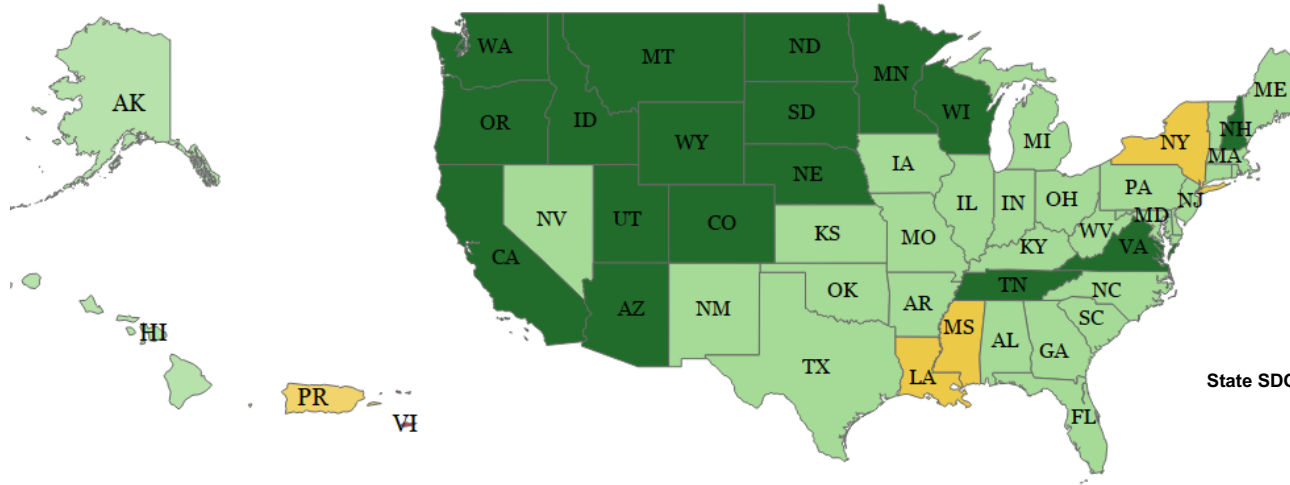 WA
MT
ND
MN
ME
AK
OR
ID
SD
WI
WY
MI
NY
NH
MA
NE
IA
PA
NJ
NV
UT
CO
IL
IN
OH
MD
WV
VA
KS
MO
KY
CA
TN
NC
AZ
NM
OK
AR
SC
HI
MS
AL
GA
TX
LA
State SDC
PR
VI
FL